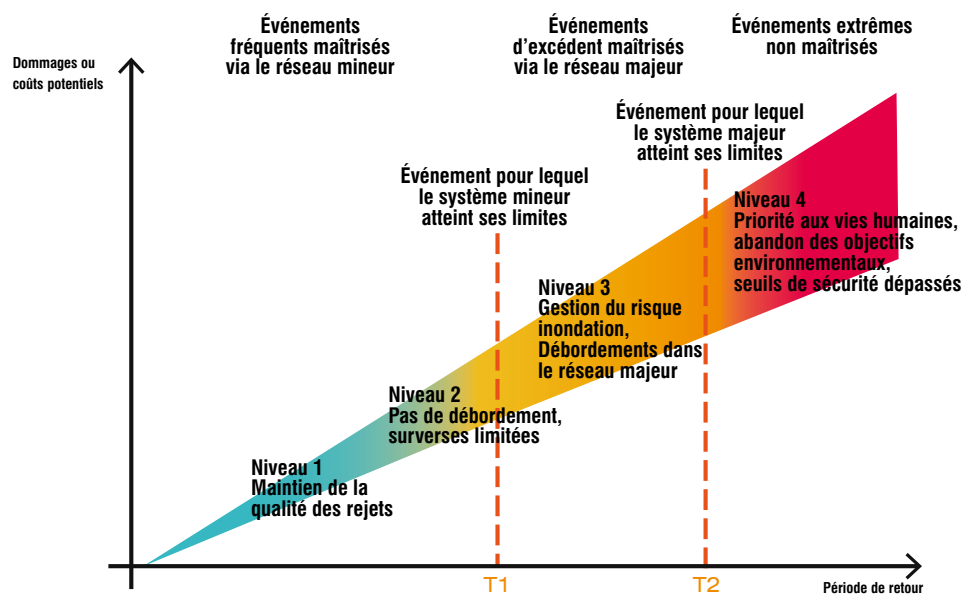 Événements
fréquents maîtrisés
via le réseau mineur
Événements
d'excédent maîtrisés
via le réseau majeur
Événements extrêmes
non maîtrisés
Dommages ou
coûts potentiels
Événement pour lequel
le système majeur
atteint ses limites
Événement pour lequel
le système mineur
atteint ses limites
Niveau 4
Priorité aux vies humaines,
abandon des objectifs
environnementaux,
seuils de sécurité dépassés
Niveau 3
Gestion du risque
inondation,
Débordements dans
le réseau majeur
Niveau 2
Pas de débordement,
surverses limitées
Niveau 1
Maintien de la
qualité des rejets
T1
T2
Période de retour